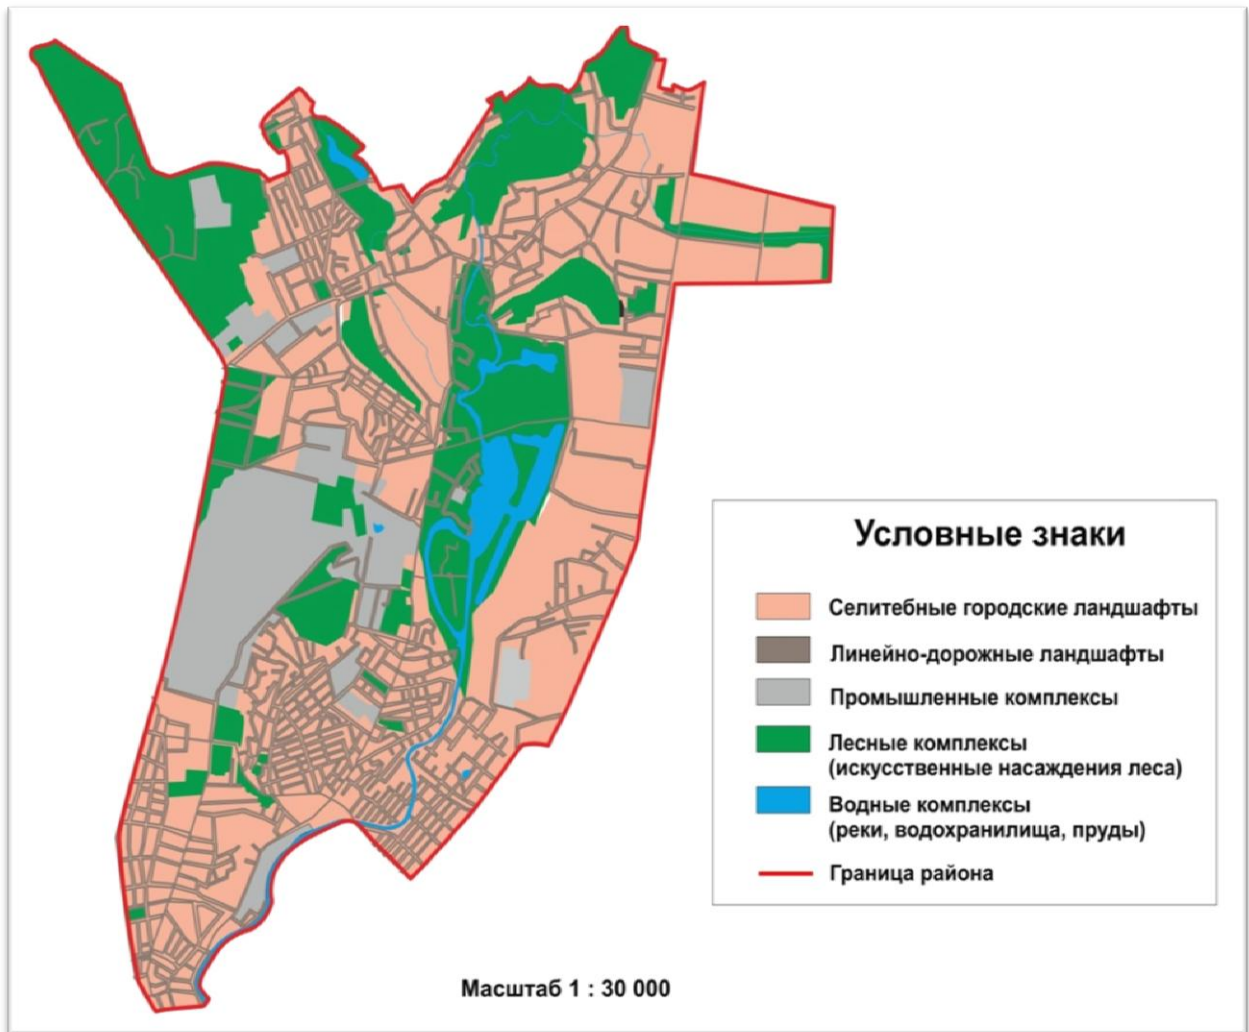 Условные знаки
Селитебные городские ландшафты
Линейно-дорожные ландшафты
Промышленные комплексы
Лесные комплексы
(искусственные насаждения леса)
Водные комплексы
(реки, водохранилища, пруды)
Граница района
Масштаб 1 : 30 000